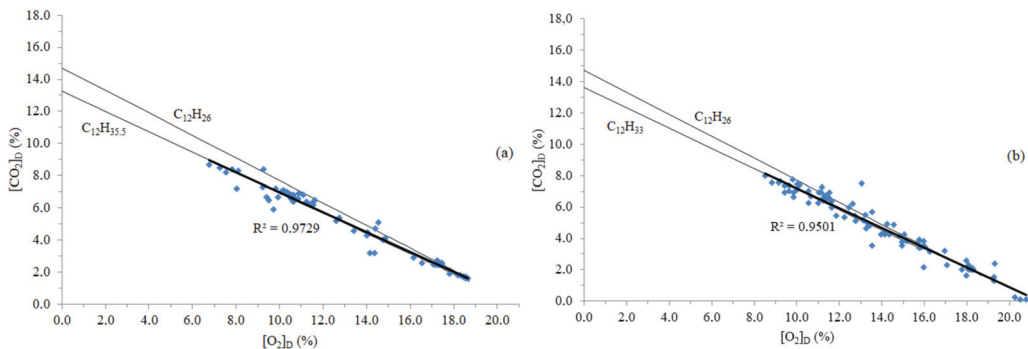 18.0
16.0
14.0
12.0
10.0
8.0
6.0
4.0
2.0
0.0
[CO₂]D (%)
C₁₂H₂₆
C₁₂H₃₅.₅
(a)
R² = 0.9729
0.0 2.0 4.0 6.0 8.0 10.0 12.0 14.0 16.0 18.0 20.0
[O₂]D (%)
18.0
16.0
14.0
12.0
10.0
8.0
6.0
4.0
2.0
0.0
[CO₂]D (%)
C₁₂H₂₆
C₁₂H₃₃
(b)
R² = 0.9501
0.0 2.0 4.0 6.0 8.0 10.0 12.0 14.0 16.0 18.0 20.0
[O₂]D (%)